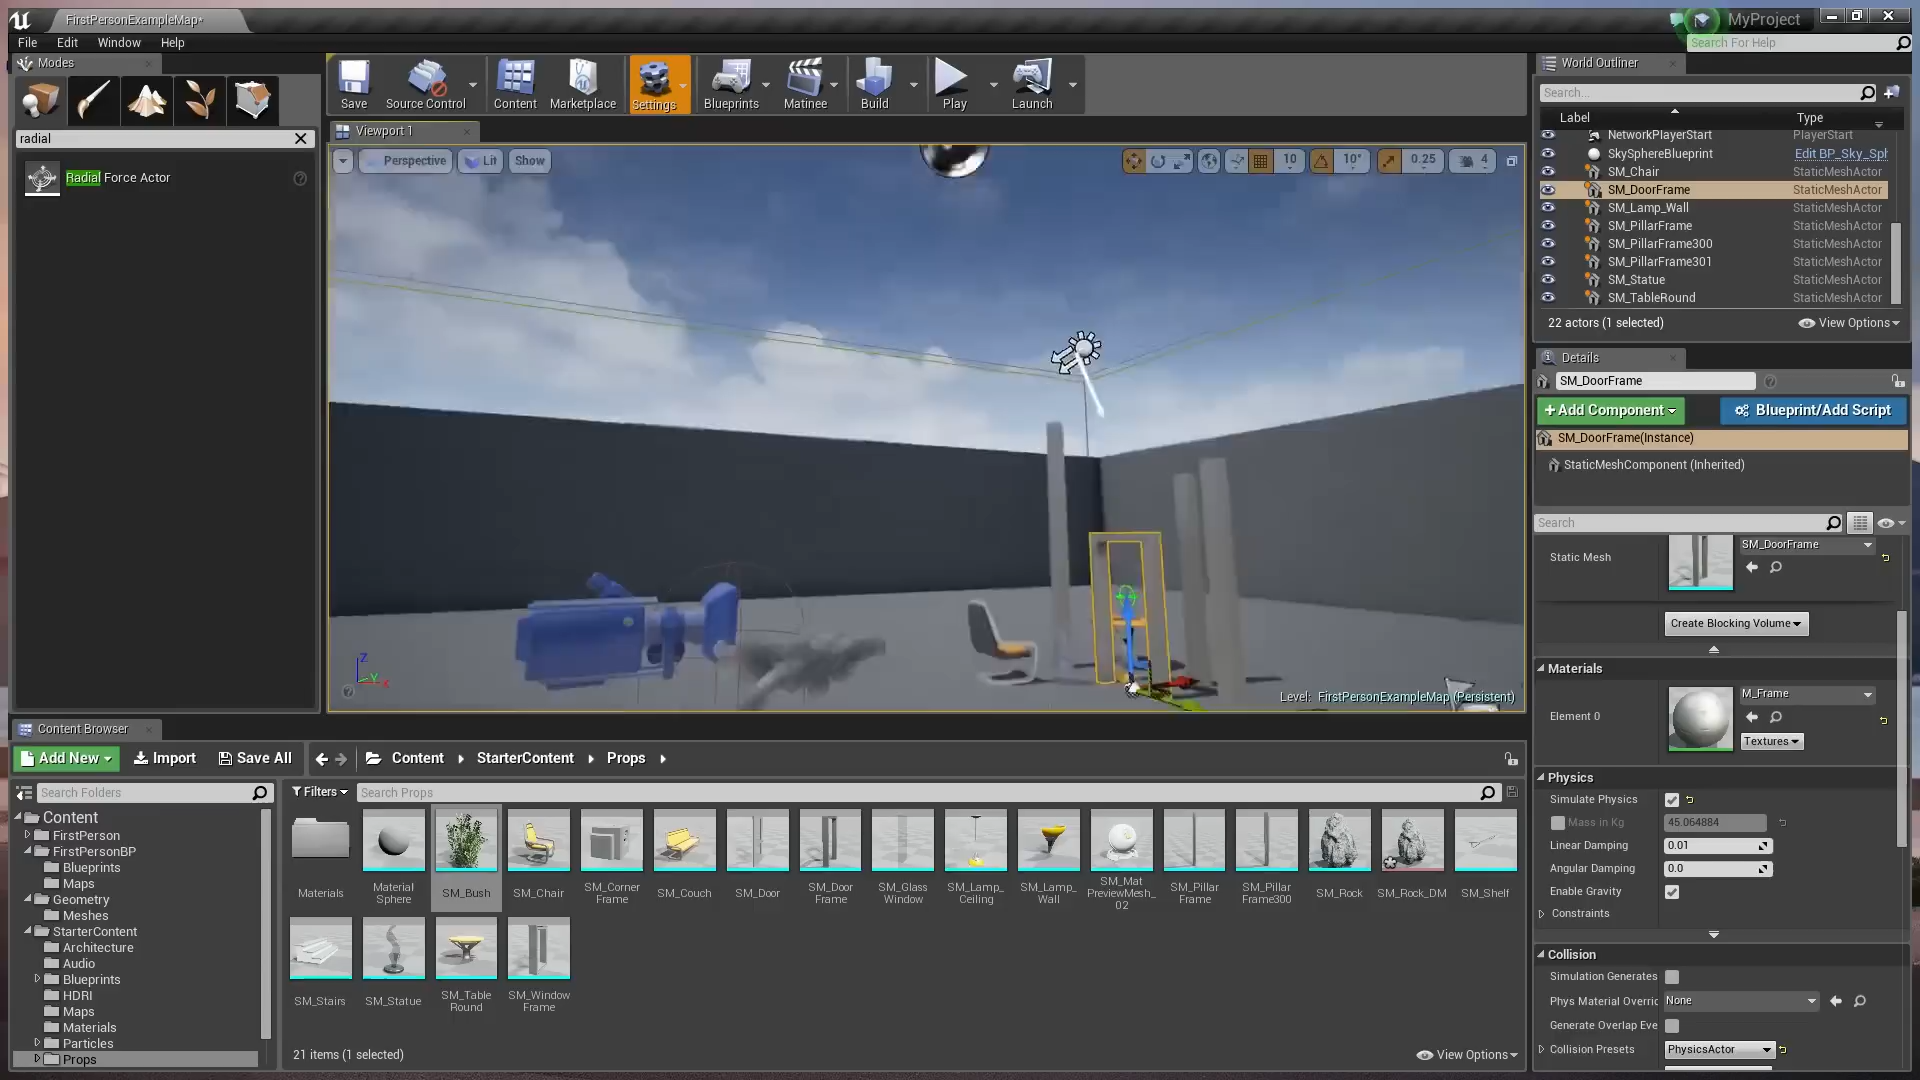 FirstPersonExampleMap*
MyProject
File Edit Window Help
Search For Help
Modes
radial
Radial Force Actor
Save
Source Control
Content
Marketplace
Settings
Blueprints
Matinee
Build
Play
Launch
Viewport 1
Perspective
Lit
Show
10
10°
0.25
4
Z
Y
X
Level: FirstPersonExampleMap (Persistent)
World Outliner
Search...
Label Type
NetworkPlayerStart PlayerStart
SkySphereBlueprint Edit BP_Sky_Sph
SM_Chair StaticMeshActor
SM_DoorFrame StaticMeshActor
SM_Lamp_Wall StaticMeshActor
SM_PillarFrame StaticMeshActor
SM_PillarFrame300 StaticMeshActor
SM_PillarFrame301 StaticMeshActor
SM_Statue StaticMeshActor
SM_TableRound StaticMeshActor
22 actors (1 selected)
View Options
Details
SM_DoorFrame
+Add Component
Blueprint/Add Script
SM_DoorFrame(Instance)
StaticMeshComponent (Inherited)
Search
Static Mesh
SM_DoorFrame
Create Blocking Volume
Materials
Element 0
M_Frame
Textures
Physics
Simulate Physics
Mass in Kg 45.064884
Linear Damping 0.01
Angular Damping 0.0
Enable Gravity
Constraints
Collision
Simulation Generates
Phys Material Overric None
Generate Overlap Eve
Collision Presets PhysicsActor
Content Browser
Add New
Import
Save All
Content
StarterContent
Props
Search Folders
Filters
Search Props
Content
FirstPerson
FirstPersonBP
Blueprints
Maps
Geometry
Meshes
StarterContent
Architecture
Audio
Blueprints
HDRI
Maps
Materials
Particles
Props
Materials
Material
Sphere
SM_Bush
SM_Chair
SM_Corner
Frame
SM_Couch
SM_Door
SM_Door
Frame
SM_Glass
Window
SM_Lamp_
Ceiling
SM_Lamp_
Wall
SM_Mat
PreviewMesh_
02
SM_Pillar
Frame
SM_Pillar
Frame300
SM_Rock
SM_Rock_DM
SM_Shelf
SM_Stairs
SM_Statue
SM_Table
Round
SM_Window
Frame
21 items (1 selected)
View Options